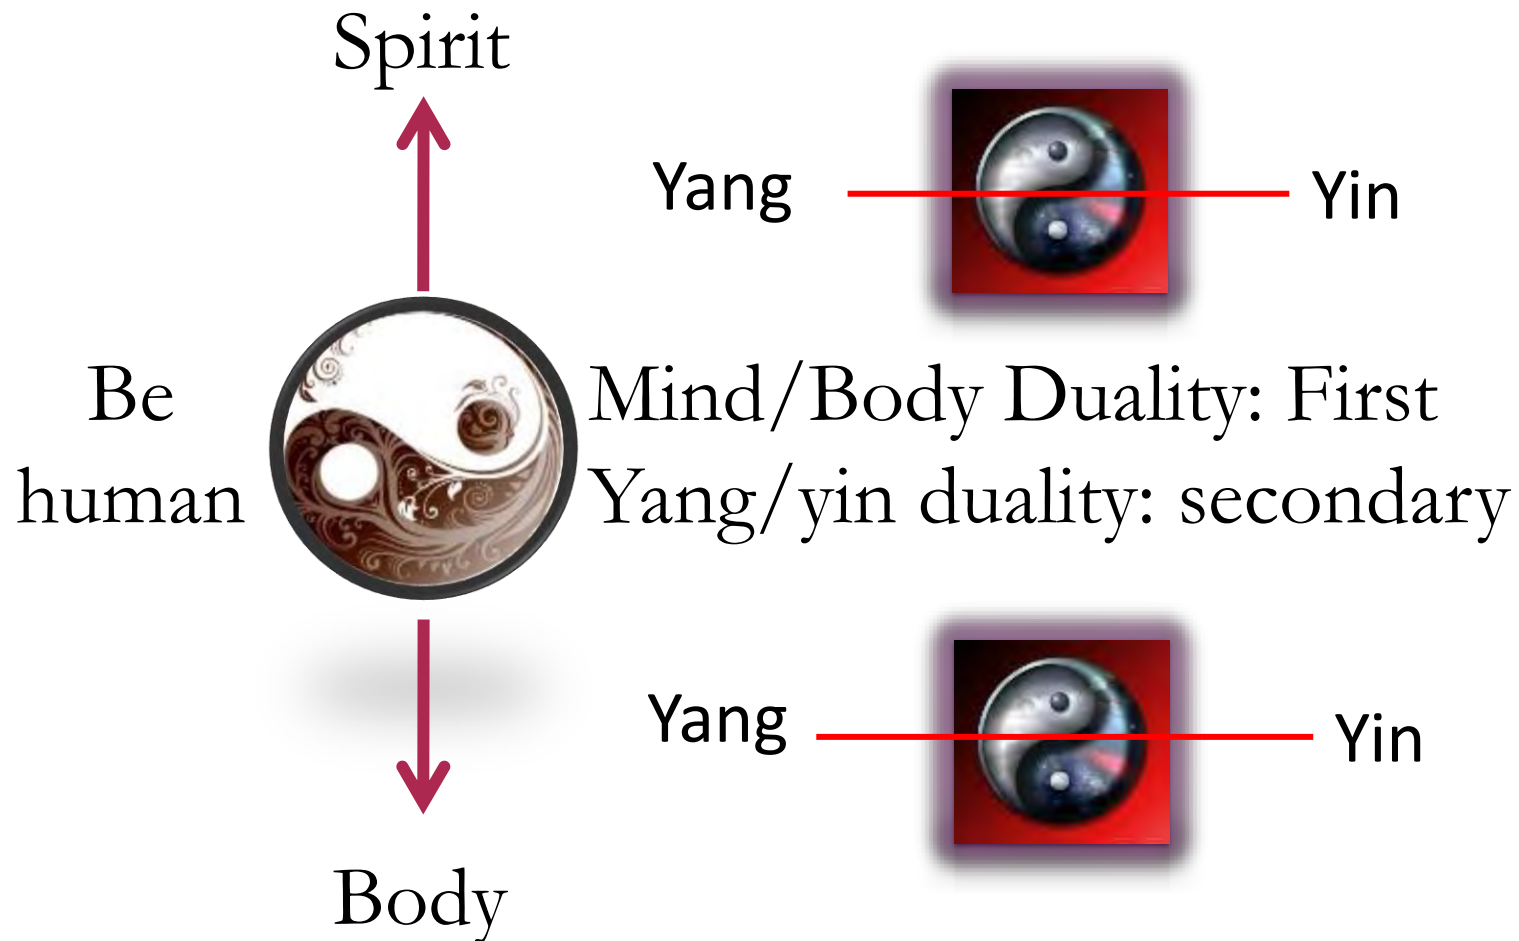 Spirit
Yang
Yin
Be
human
Mind/Body Duality: First
Yang/yin duality: secondary
Yang
Yin
Body